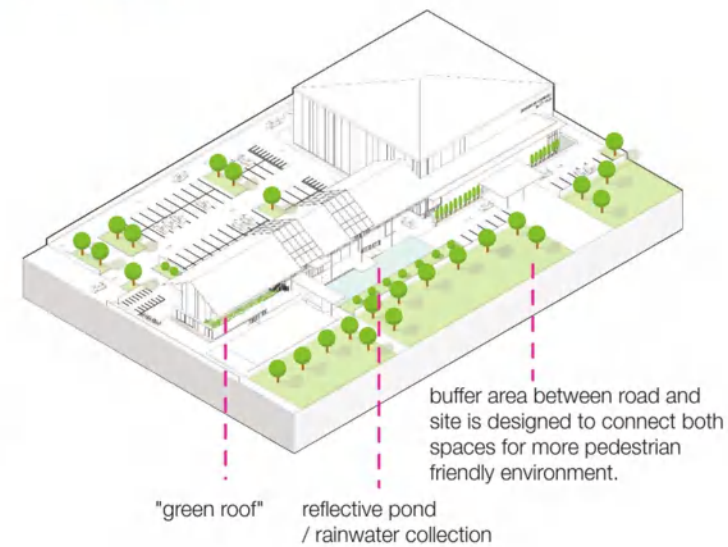 buffer area between road and
site is designed to connect both
spaces for more pedestrian
friendly environment.
"green roof"
reflective pond
/ rainwater collection